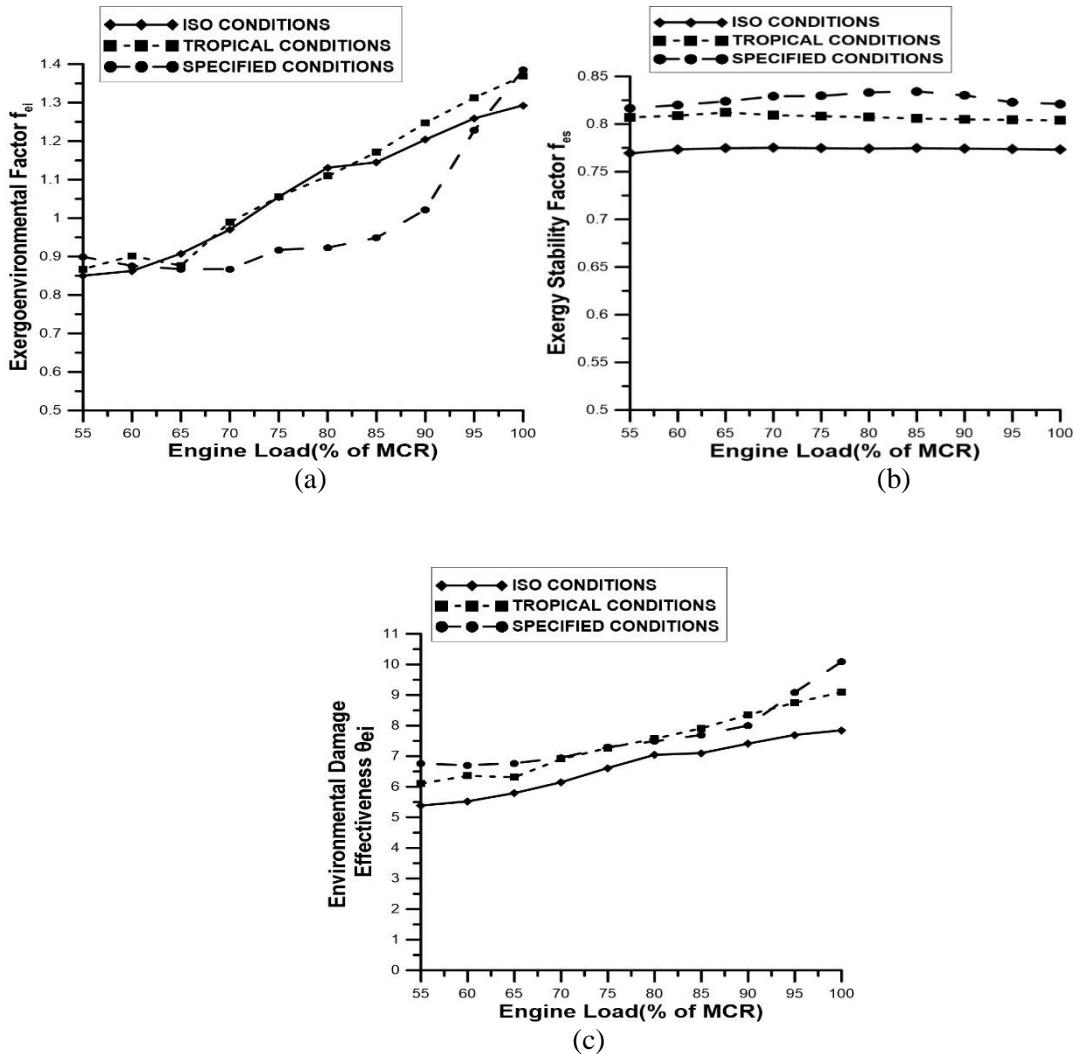 ISO CONDITIONS
TROPICAL CONDITIONS
SPECIFIED CONDITIONS
1.4
1.3
1.2
1.1
1
0.9
0.8
0.7
0.6
0.5
Exergoenvironmental Factor fei
55 60 65 70 75 80 85 90 95 100
Engine Load(% of MCR)
(a)
ISO CONDITIONS
TROPICAL CONDITIONS
SPECIFIED CONDITIONS
0.85
0.8
0.75
0.7
0.65
0.6
0.55
0.5
Exergy Stability Factor fes
55 60 65 70 75 80 85 90 95 100
Engine Load(% of MCR)
(b)
ISO CONDITIONS
TROPICAL CONDITIONS
SPECIFIED CONDITIONS
11
10
9
8
7
6
5
4
3
2
1
0
Environmental Damage
Effectiveness θei
55 60 65 70 75 80 85 90 95 100
Engine Load(% of MCR)
(c)